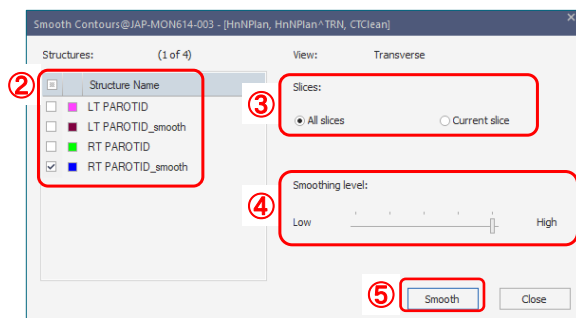 Smooth Contours@JAP-MON614-003 - [HnNPlan, HnNPlan^TRN, CTClean]
Structures: (1 of 4) View: Transverse
② Structure Name
LT PAROTID
LT PAROTID_smooth
RT PAROTID
RT PAROTID_smooth
③ Slices:
All slices Current slice
④ Smoothing level:
Low High
⑤ Smooth Close